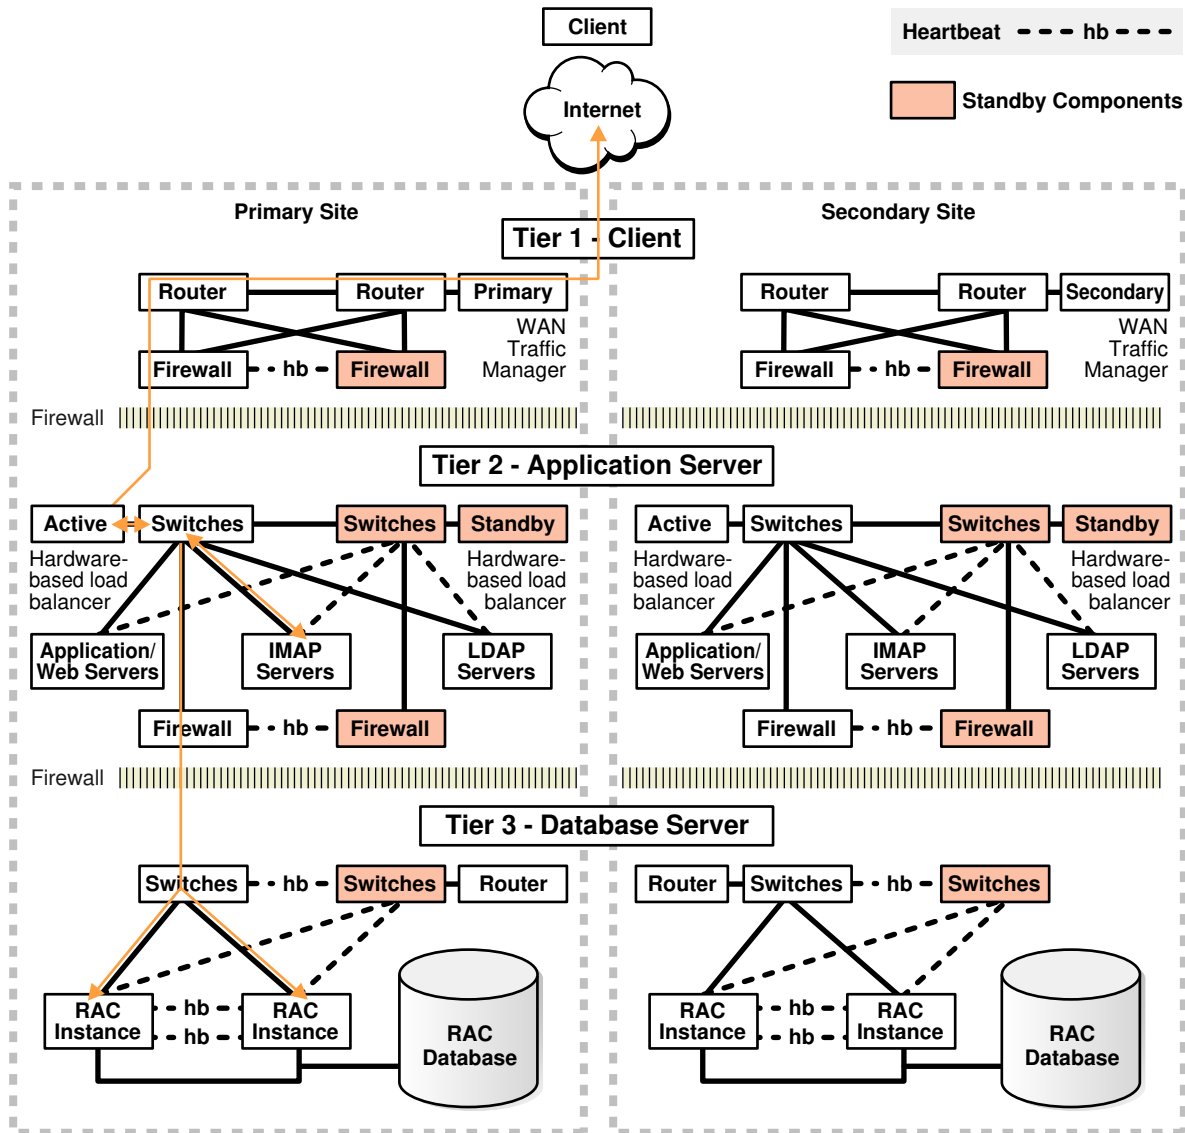 Client
Heartbeat hb
Internet
Standby Components
Primary Site
Secondary Site
Tier 1 - Client
Router Router Primary
Router Router Secondary
WAN
Traffic
Manager
WAN
Traffic
Manager
Firewall hb Firewall
Firewall hb Firewall
Firewall
Tier 2 - Application Server
Active Switches Switches Standby
Active Switches Switches Standby
Hardware-
based load
balancer
Hardware-
based load
balancer
Hardware-
based load
balancer
Hardware-
based load
balancer
Application/
Web Servers
IMAP
Servers
LDAP
Servers
Application/
Web Servers
IMAP
Servers
LDAP
Servers
Firewall hb Firewall
Firewall hb Firewall
Firewall
Tier 3 - Database Server
Switches hb Switches Router
Router Switches hb Switches
RAC
Instance
hb
hb
RAC
Instance
RAC
Database
RAC
Instance
hb
hb
RAC
Instance
RAC
Database